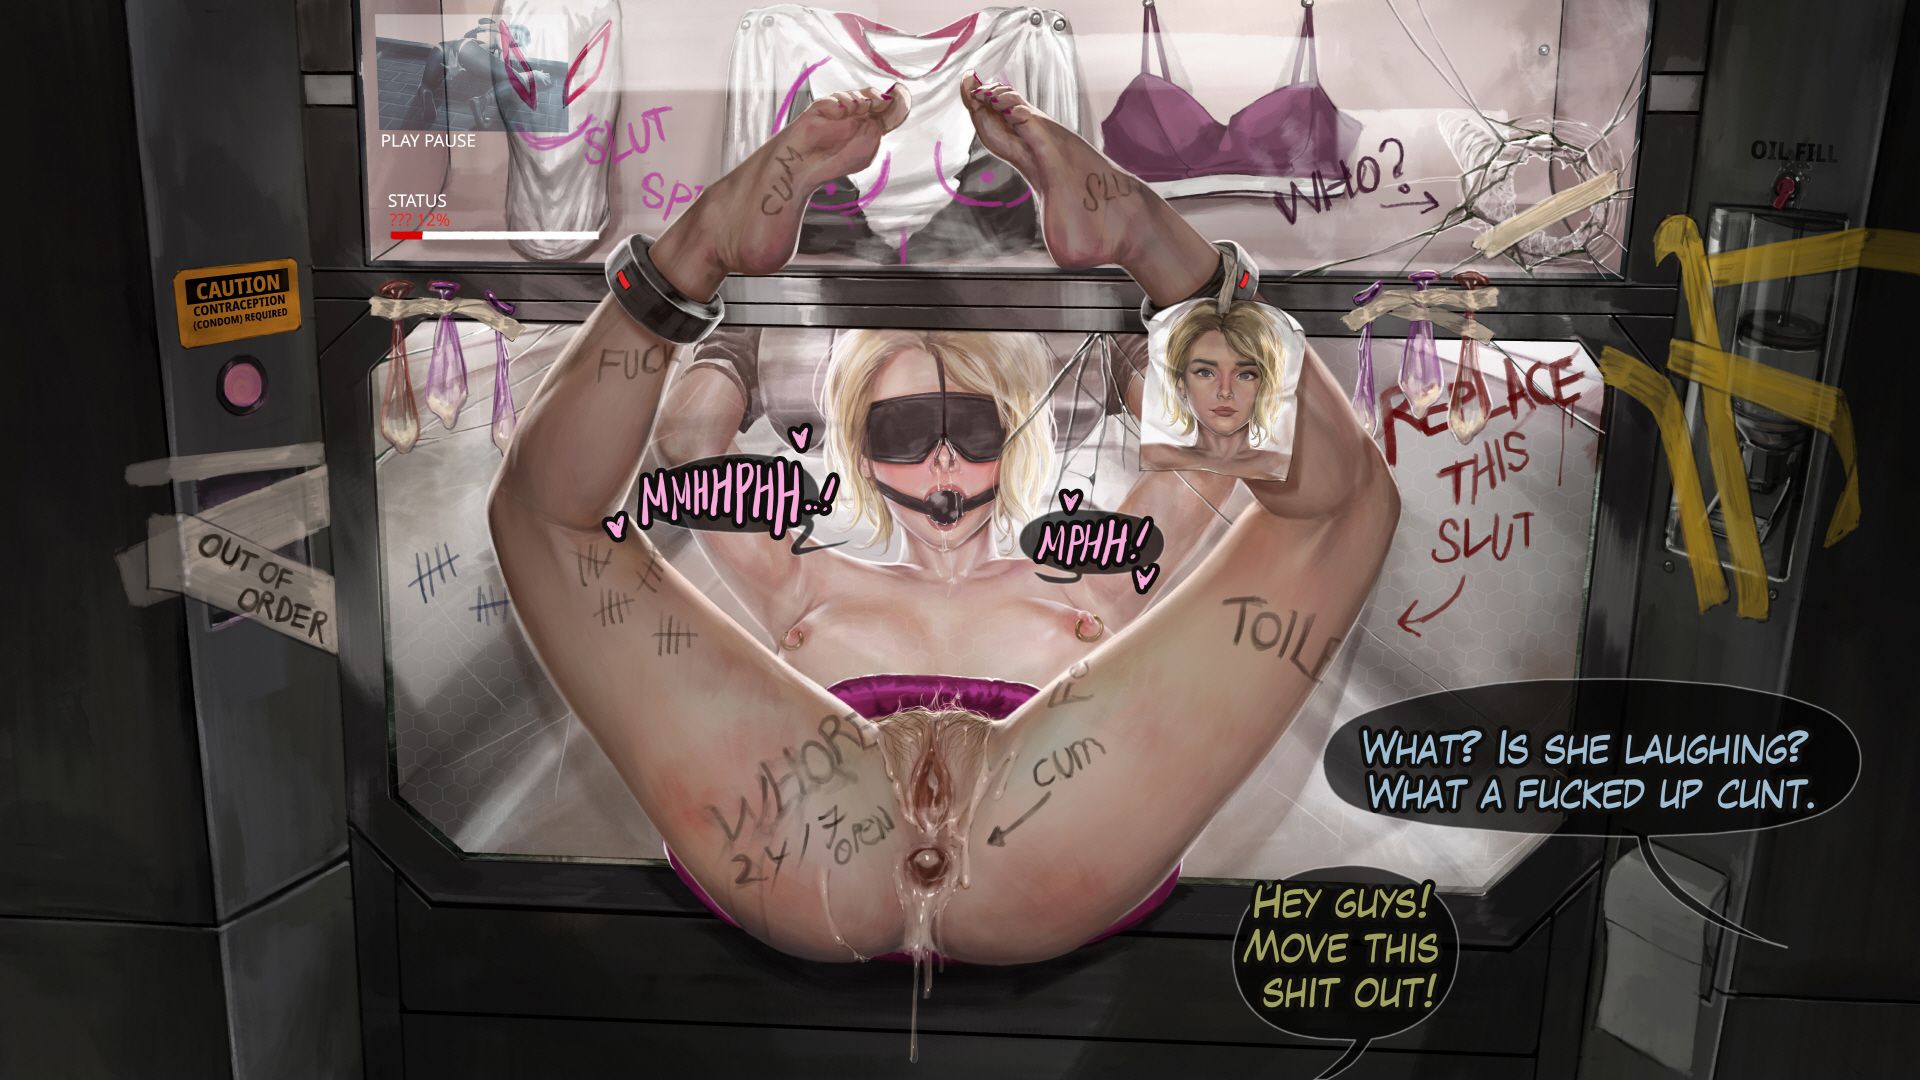 PLAY PAUSE
STATUS
??? 12%
SLUT
CUM
WHO?
OIL FILL
CAUTION
CONTRACEPTION
(CONDOM) REQUIRED
FUCK
REPLACE
THIS
SLUT
MMHHPHH..!
MPHH!
OUT OF
ORDER
WHORE
24/7
OPEN
CUM
WHAT? IS SHE LAUGHING?
WHAT A FUCKED UP CUNT.
HEY GUYS!
MOVE THIS
SHIT OUT!